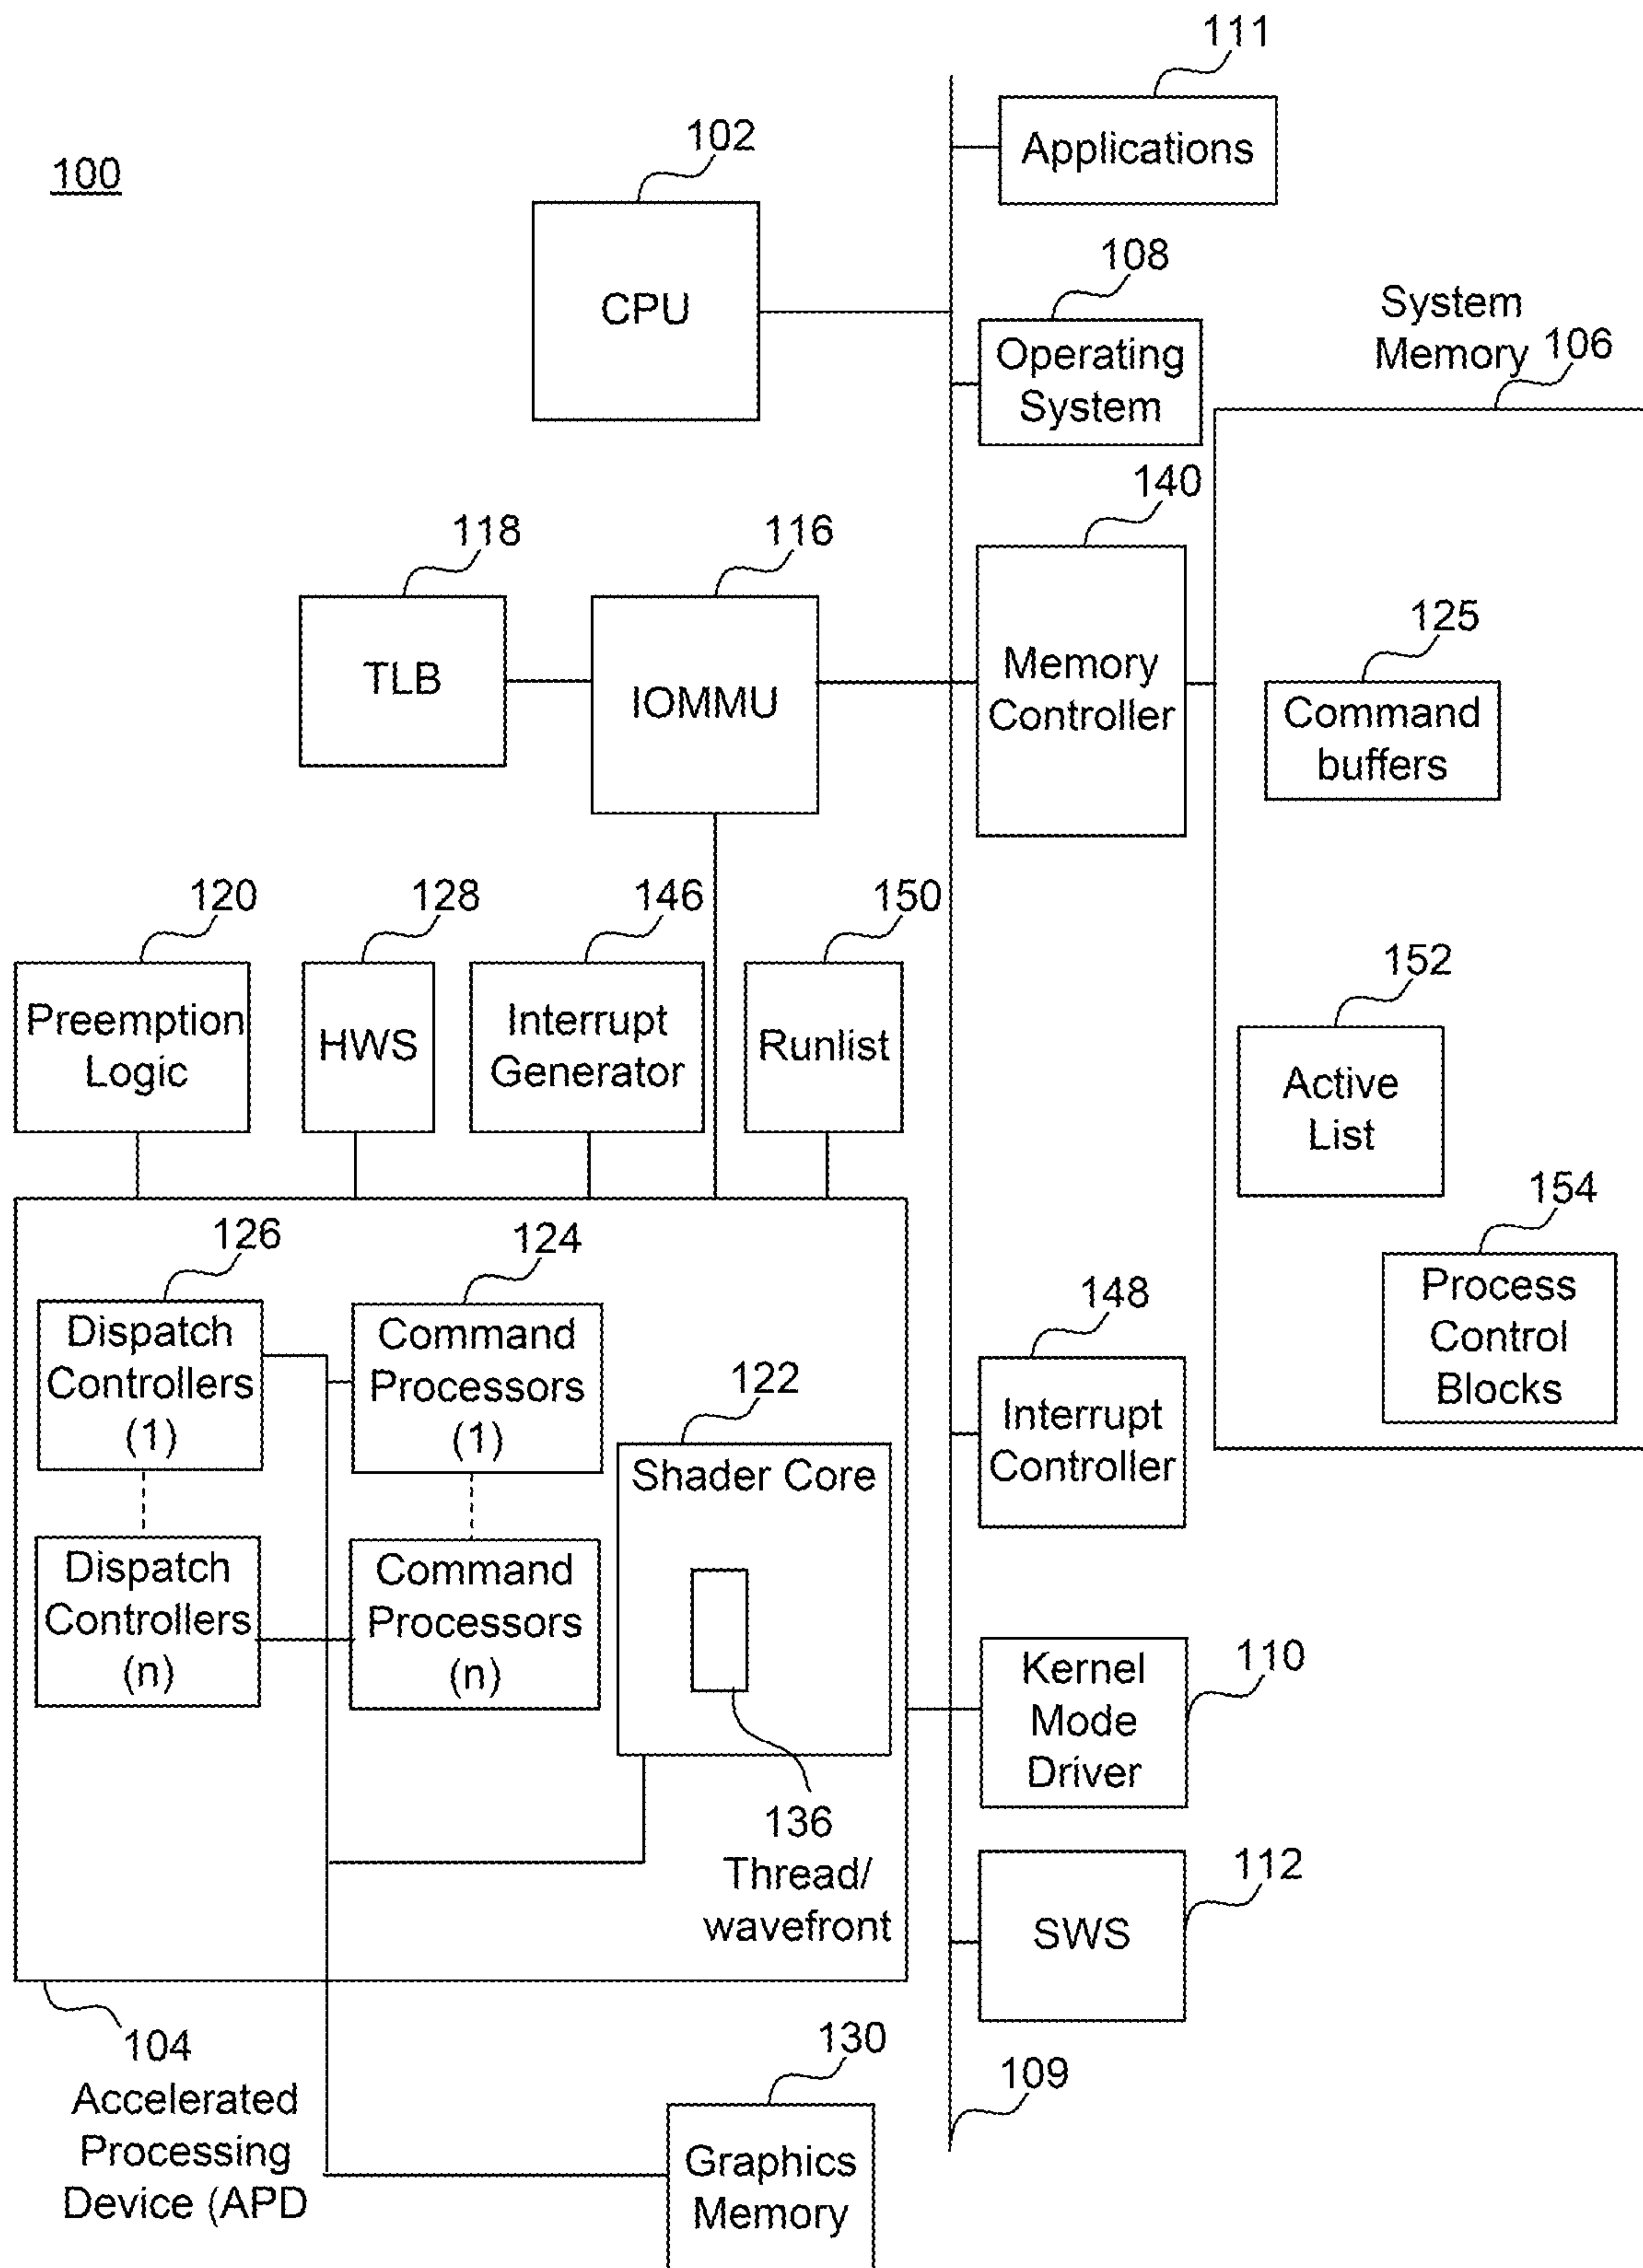 100
111
Applications
102
CPU
108
Operating
System
System
Memory 106
140
Memory
Controller
118
TLB
116
IOMMU
125
Command
buffers
120
Preemption
Logic
128
HWS
146
Interrupt
Generator
150
Runlist
152
Active
List
154
Process
Control
Blocks
126
Dispatch
Controllers
(1)
124
Command
Processors
(1)
122
Shader Core
148
Interrupt
Controller
Dispatch
Controllers
(n)
Command
Processors
(n)
136
Thread/
wavefront
Kernel
Mode
Driver
110
SWS
112
104
Accelerated
Processing
Device (APD
130
Graphics
Memory
109